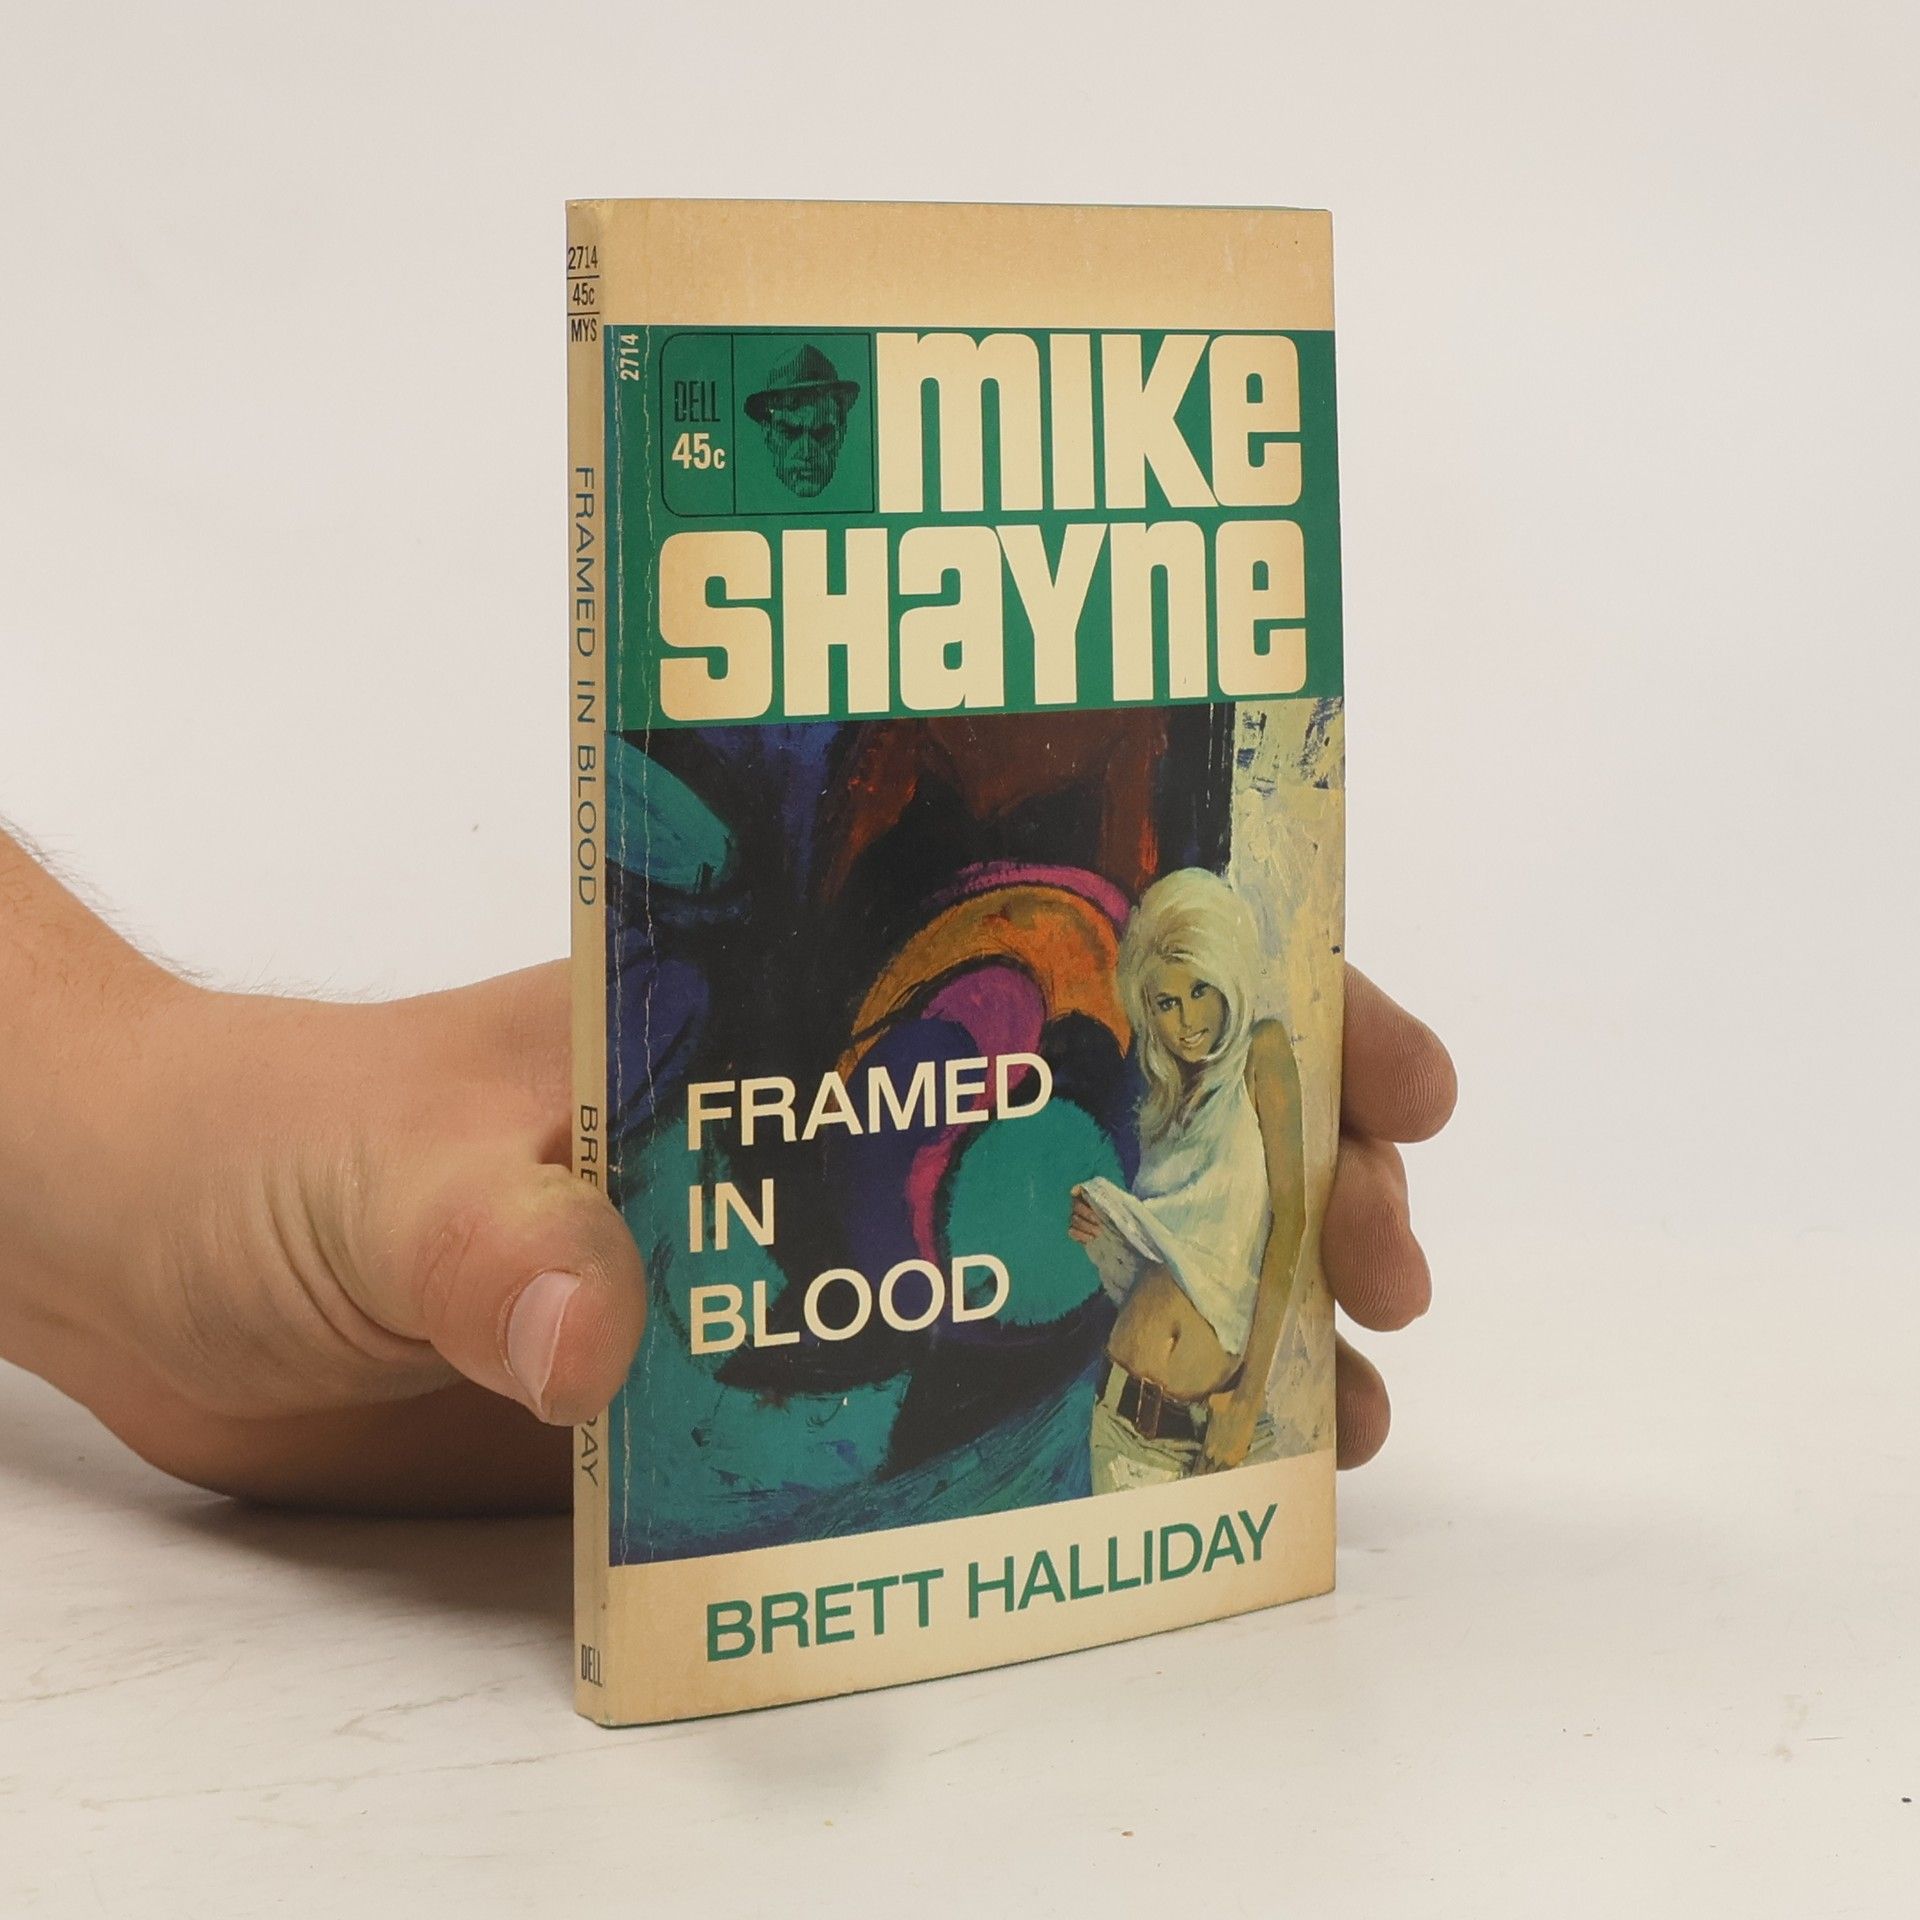 2714
45c
MYS
FRAMED IN BLOOD
DELL
2714
DELL
45c
MIKE
SHAYNE
FRAMED
IN
BLOOD
BRETT HALLIDAY